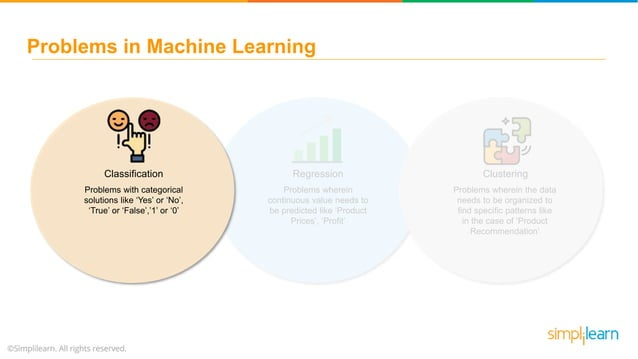 Problems in Machine Learning
Classification
Problems with categorical
solutions like ‘Yes’ or ‘No’,
‘True’ or ‘False’,’1’ or ‘0’
Regression
Problems wherein
continuous value needs to
be predicted like ‘Product
Prices’, ‘Profit’
Clustering
Problems wherein the data
needs to be organized to
find specific patterns like
in the case of ‘Product
Recommendation’
simplilearn
©Simplilearn. All rights reserved.